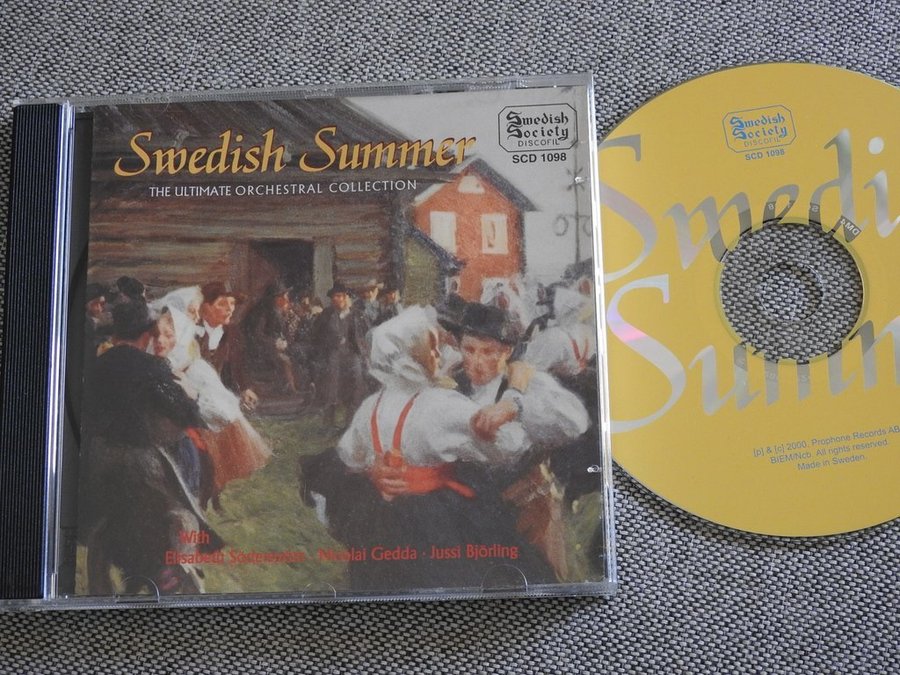 Swedish Summer
THE ULTIMATE ORCHESTRAL COLLECTION
Swedish
Society
DISCOFIL
SCD 1098
With
Elisabeth Söderström · Nicolai Gedda · Jussi Björling
Swedish
Society
DISCOFIL
SCD 1098
Swedi
Summ
[p] & [c] 2000, Prophone Records AB
BIEM/Ncb. All rights reserved.
Made in Sweden.